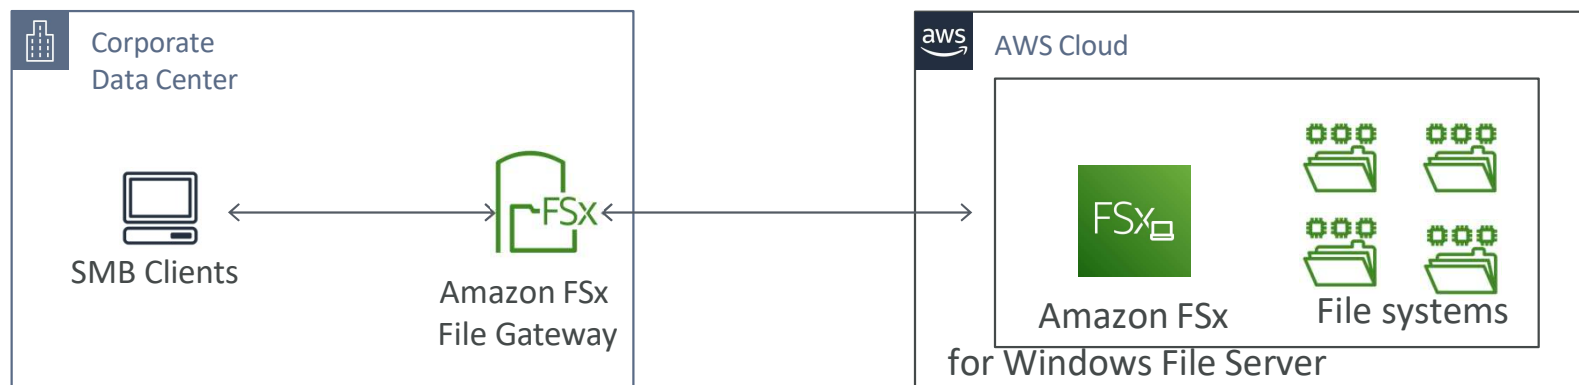 Corporate
Data Center
SMB Clients
FSx
Amazon FSx
File Gateway
aws
AWS Cloud
FSx
Amazon FSx
for Windows File Server
File systems